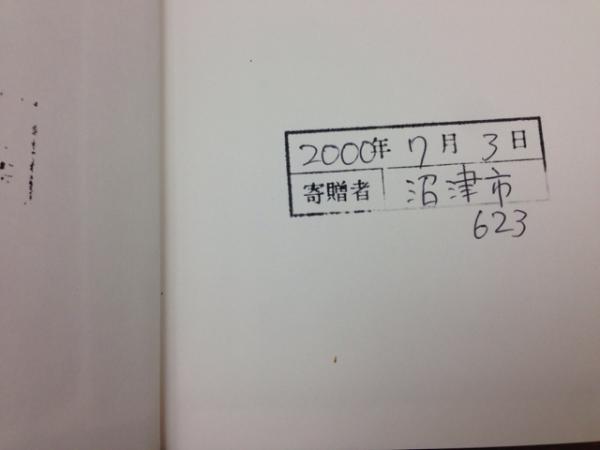 2000年 7月 3日
寄贈者 沼津市
623